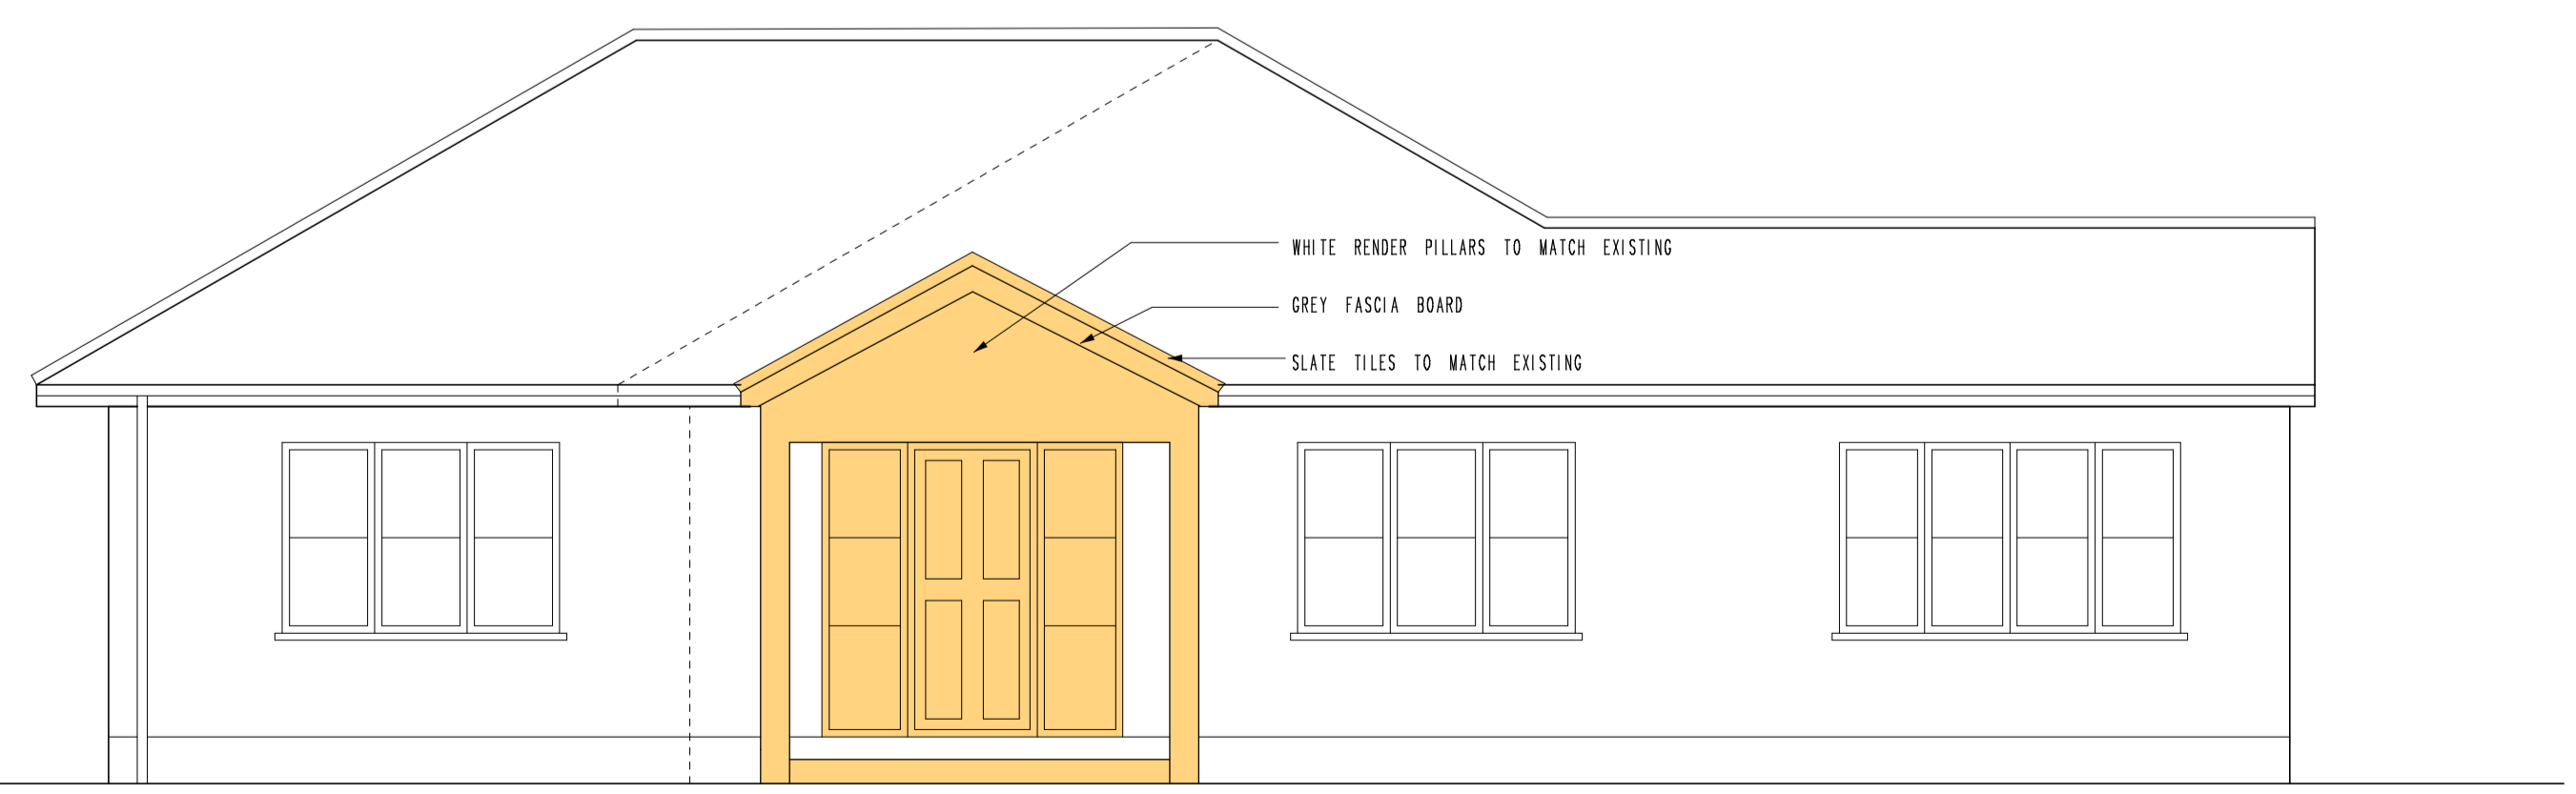 WHITE RENDER PILLARS TO MATCH EXISTING
GREY FASCIA BOARD
SLATE TILES TO MATCH EXISTING